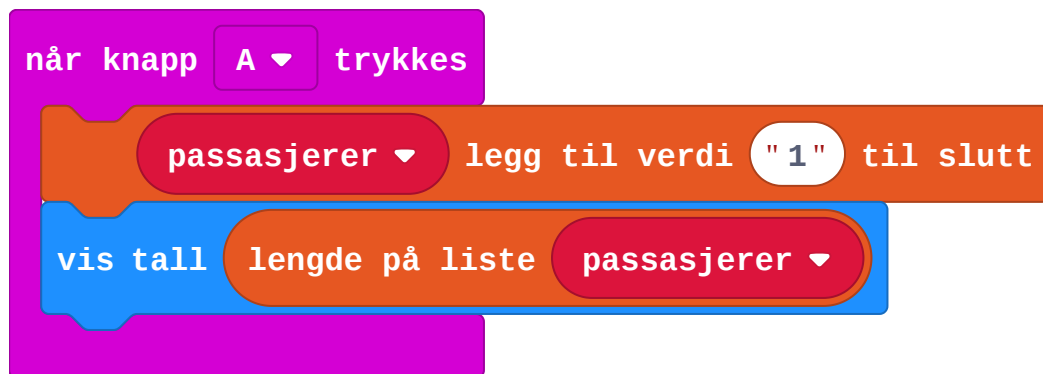 når knapp A trykkes
passasjerer legg til verdi "1" til slutt
vis tall lengde på liste passasjerer